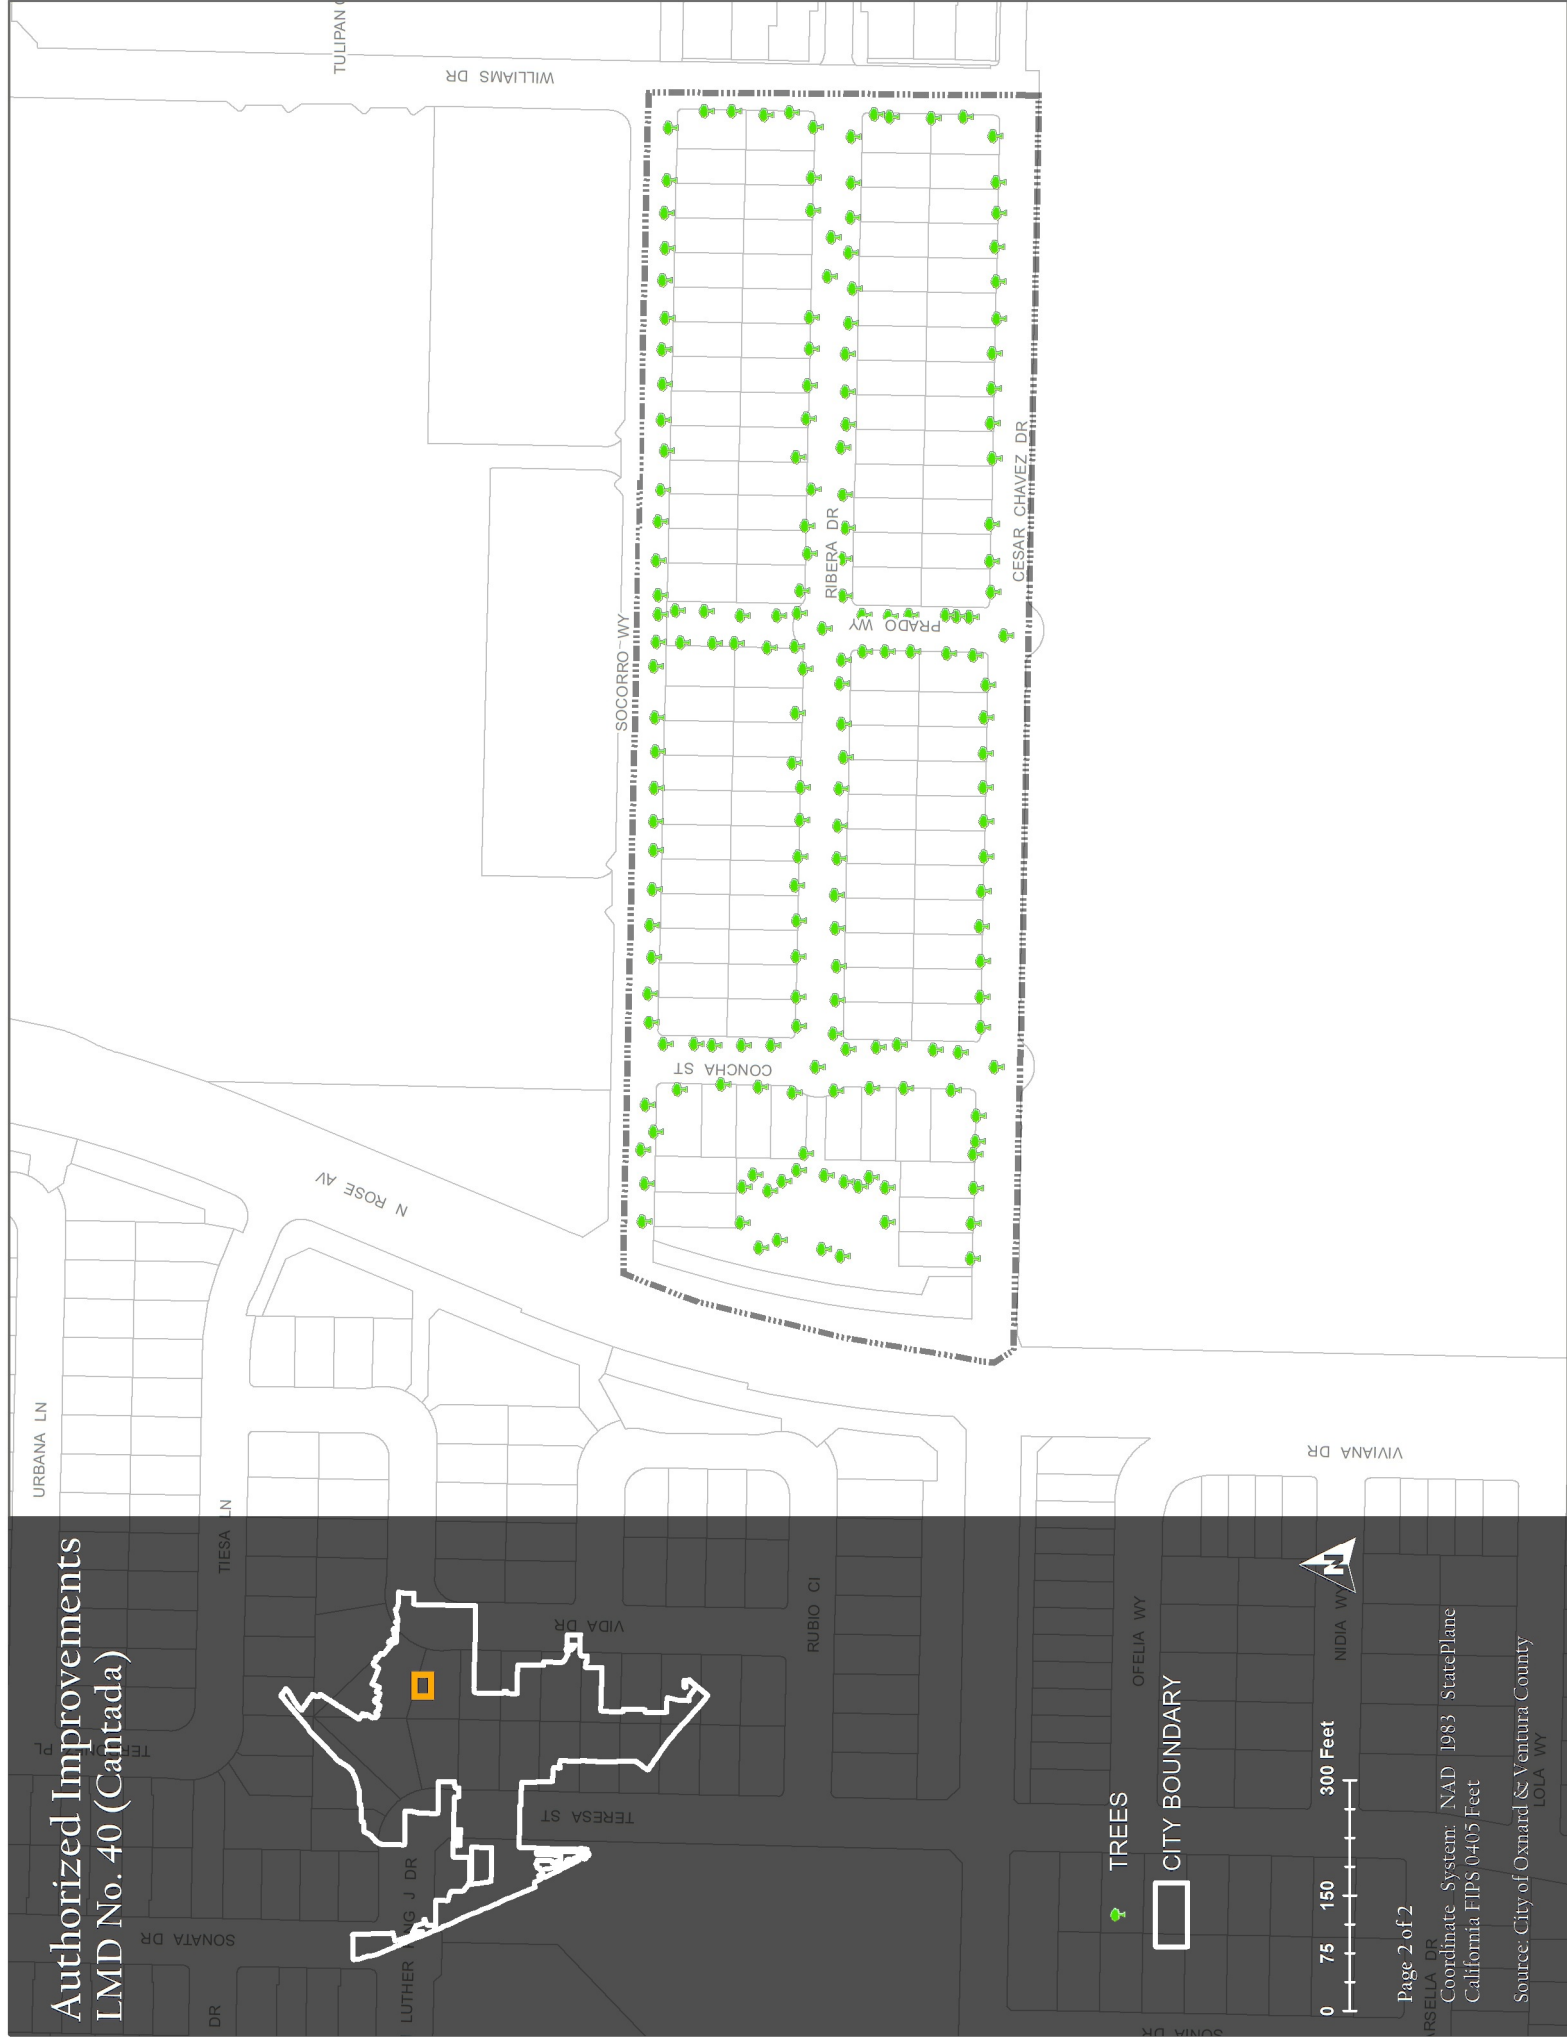 Authorized Improvements
LMD No. 40 (Cantada)
TREES
CITY BOUNDARY
0 75 150 300 Feet
N
Page 2 of 2
Coordinate System: NAD 1983 StatePlane
California FIPS 0405 Feet
Source: City of Oxnard & Ventura County
WILLIAMS DR
SOCORRO WY
RIBERA DR
CESAR CHAVEZ DR
PRADO WY
CONCHA ST
N ROSE AV
URBANA LN
TIESA LN
VIDA DR
RUBIO CI
OFELIA WY
VIVIANA DR
NIDIA WY
LOLA WY
TERESA ST
SONATA DR
LUTHER
J DR
DR
PL
SONIA DR
TULIPAN